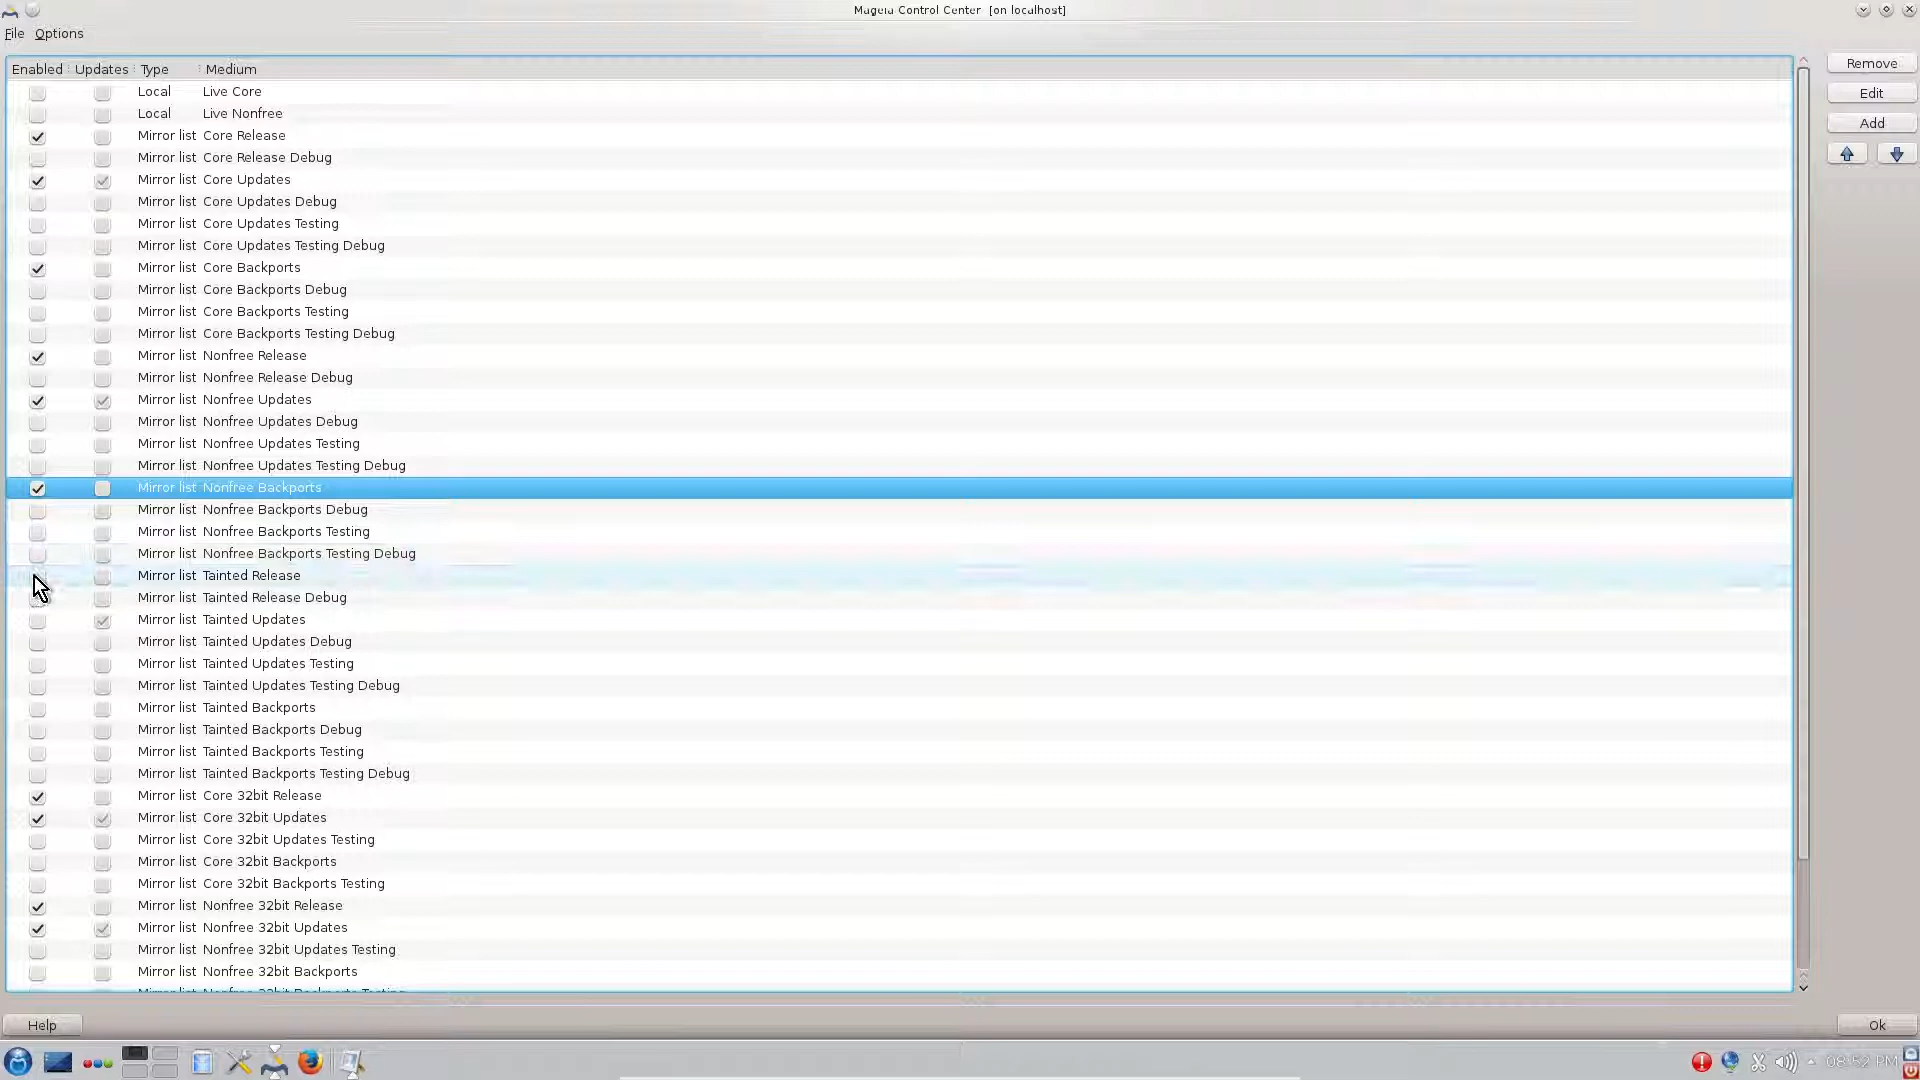 Mageia Control Center [on localhost]
File Options
Enabled Updates Type Medium
Local Live Core
Local Live Nonfree
Mirror list Core Release
Mirror list Core Release Debug
Mirror list Core Updates
Mirror list Core Updates Debug
Mirror list Core Updates Testing
Mirror list Core Updates Testing Debug
Mirror list Core Backports
Mirror list Core Backports Debug
Mirror list Core Backports Testing
Mirror list Core Backports Testing Debug
Mirror list Nonfree Release
Mirror list Nonfree Release Debug
Mirror list Nonfree Updates
Mirror list Nonfree Updates Debug
Mirror list Nonfree Updates Testing
Mirror list Nonfree Updates Testing Debug
Mirror list Nonfree Backports
Mirror list Nonfree Backports Debug
Mirror list Nonfree Backports Testing
Mirror list Nonfree Backports Testing Debug
Mirror list Tainted Release
Mirror list Tainted Release Debug
Mirror list Tainted Updates
Mirror list Tainted Updates Debug
Mirror list Tainted Updates Testing
Mirror list Tainted Updates Testing Debug
Mirror list Tainted Backports
Mirror list Tainted Backports Debug
Mirror list Tainted Backports Testing
Mirror list Tainted Backports Testing Debug
Mirror list Core 32bit Release
Mirror list Core 32bit Updates
Mirror list Core 32bit Updates Testing
Mirror list Core 32bit Backports
Mirror list Core 32bit Backports Testing
Mirror list Nonfree 32bit Release
Mirror list Nonfree 32bit Updates
Mirror list Nonfree 32bit Updates Testing
Mirror list Nonfree 32bit Backports
Mirror list Nonfree 32bit Backports Testing
Remove
Edit
Add
Help
Ok
08:52 PM